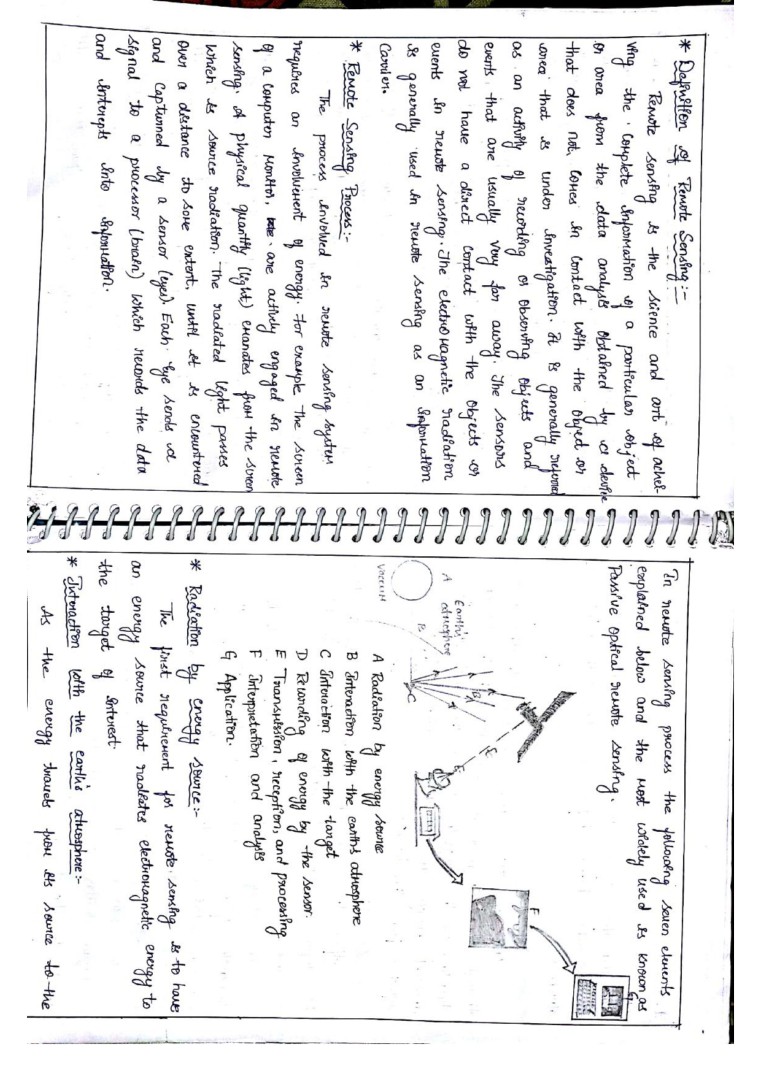 * Definition of Remote Sensing:-
Remote sensing is the science and art of achei-
ving the complete information of a particular object
or area from the data analysis obtained by a device
that does not comes in contact with the object or
area that is under investigation. It is generally referred
as an activity of recording or observing objects and
events that are usually very far away. The sensors
do not have a direct contact with the objects or
events in remote sensing. The electromagnetic radiation
is generally used in remote sensing as an information
carrier.
* Remote Sensing Process:-
The process involved in remote sensing system
requires an involvement of energy. For example the screen
of a computer monitor, are actively engaged in remote
sensing. A physical quantity (light) emanates from the screen
which is source radiation. The radiated light passes
over a distance to some extent, until it is encountered
and captured by a sensor (eyes). Each eye sends a
signal to a processor (brain) which records the data
and interepts into information.
In remote sensing process the following seven elements
explained below and the most widely used is known as
Passive optical remote sensing.
G
F
E
E
D
B
C
A
Earth's
atmosphere
B
Vaccum
A Radiation by energy source
B Interaction with the earths atmosphere
C Interaction with the target
D Recording of energy by the sensor
E Transmission, reception, and processing
F Interpretation and analysis
G Application.
* Radiation by energy source:-
The first requirement for remote sensing is to have
an energy source that radiates electromagnetic energy to
the target of interest
* Interaction with the earth's atmosphere:-
As the energy travels from its source to the